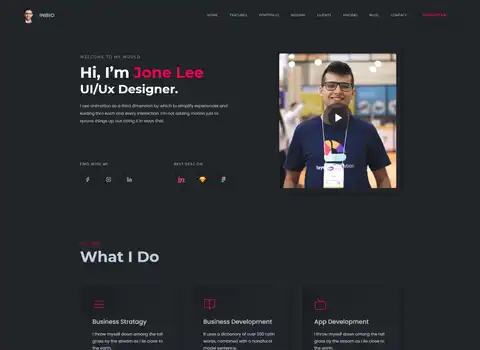 INBIO
HOME FEATURES PORTFOLIO RESUME CLIENTS PRICING BLOG CONTACT
WELCOME TO MY WORLD
Hi, I'm Jone Lee
UI/Ux Designer.
I use animation as a third dimension by which to simplify experiences and
kuiding thro each and every interaction. I'm not adding motion just to
spruce things up, but doing it in ways that.
FIND WITH ME
BEST SKILL ON
What I Do
Business Stratagy
I throw myself down among the tall
grass by the stream as I lie close to
the earth.
Business Development
It uses a dictionary of over 200 Latin
words, combined with a handful of
model sentence.
App Development
I throw myself down among the tall
grass by the stream as I lie close to
the earth.